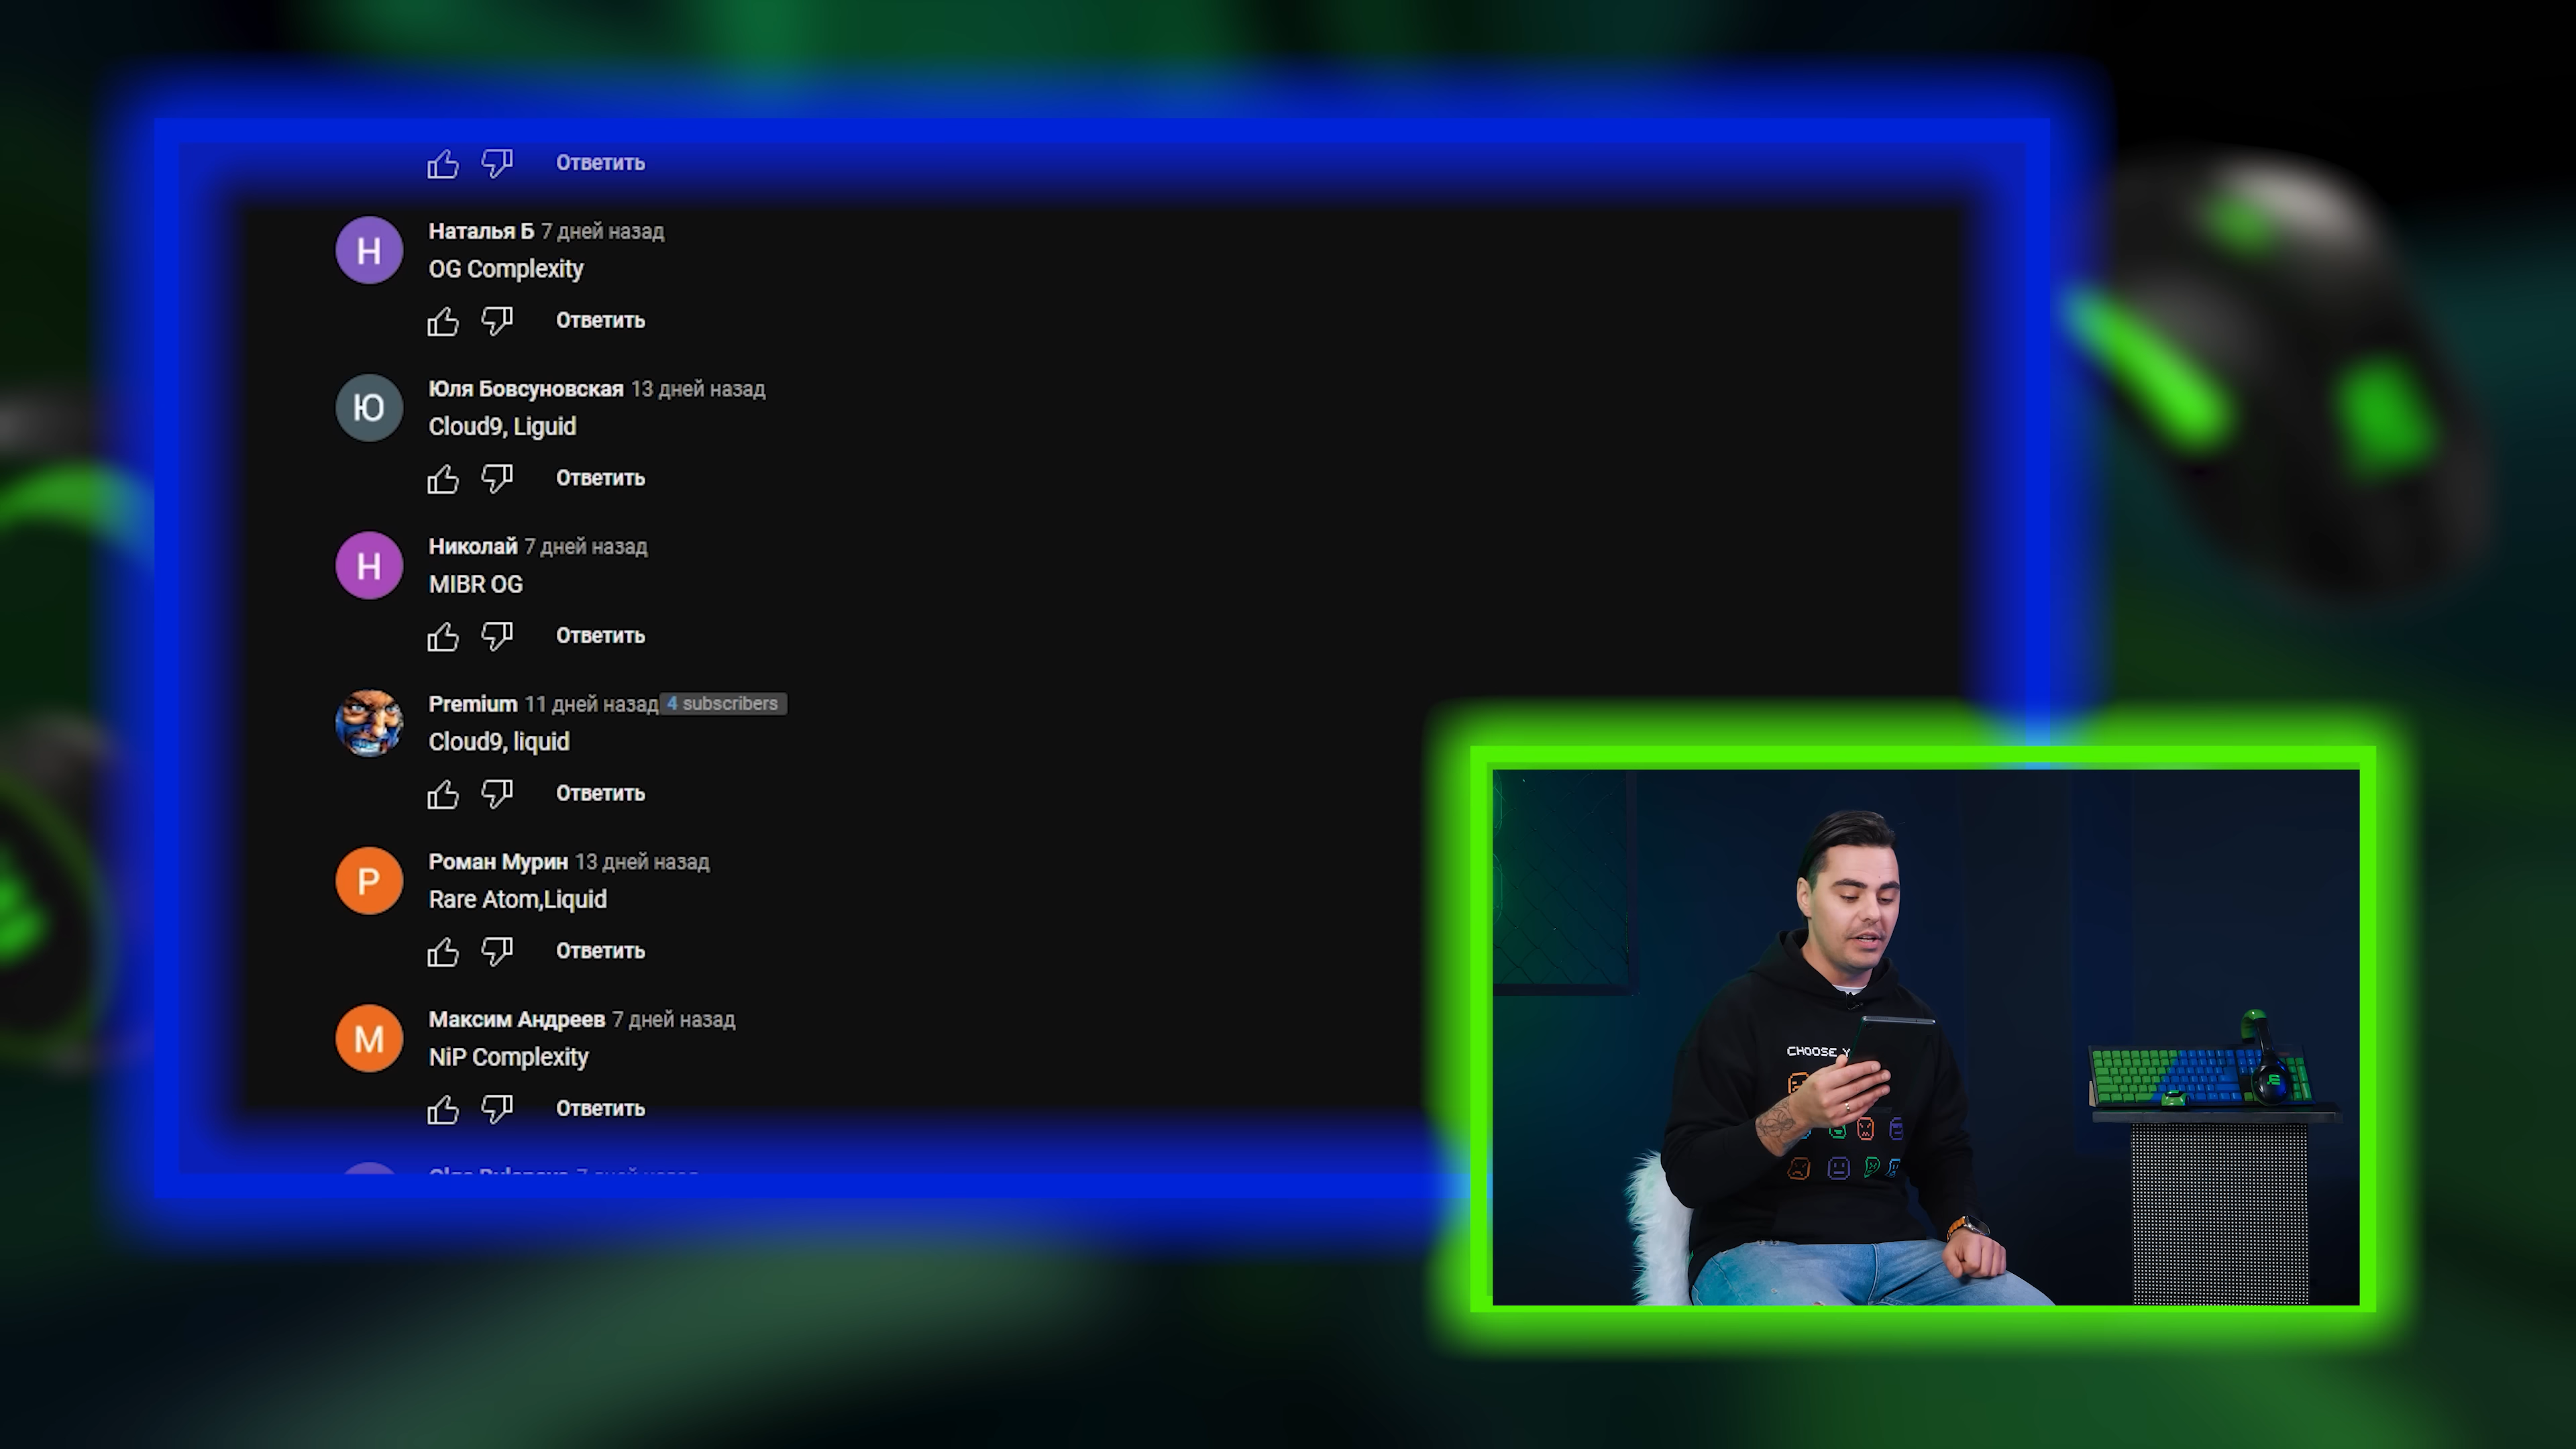 Ответить
Наталья Б 7 дней назад
OG Complexity
Ответить
Юля Бовсуновская 13 дней назад
Cloud9, Liguid
Ответить
Николай 7 дней назад
MIBR OG
Ответить
Premium 11 дней назад 4 subscribers
Cloud9, liquid
Ответить
Роман Мурин 13 дней назад
Rare Atom,Liquid
Ответить
Максим Андреев 7 дней назад
NiP Complexity
Ответить
CHOOSE Y